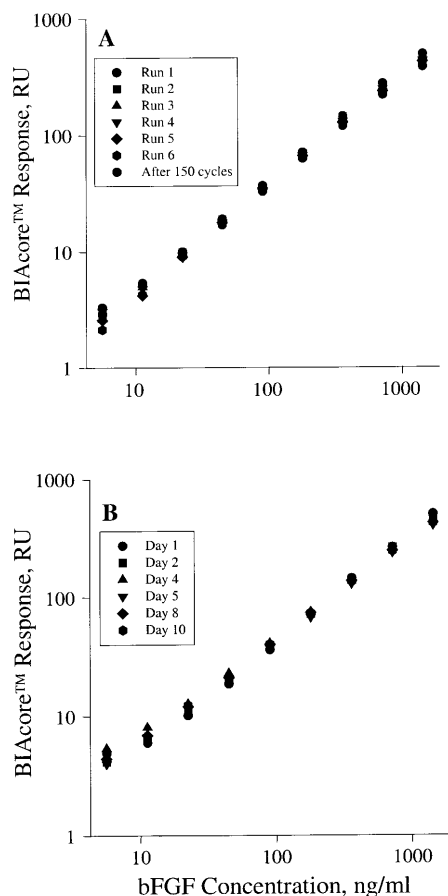 A
Run 1
Run 2
Run 3
Run 4
Run 5
Run 6
After 150 cycles
BIAcore™ Response, RU
1000
100
10
1
10
100
1000
B
Day 1
Day 2
Day 4
Day 5
Day 8
Day 10
BIAcore™ Response, RU
1000
100
10
1
10
100
1000
bFGF Concentration, ng/ml